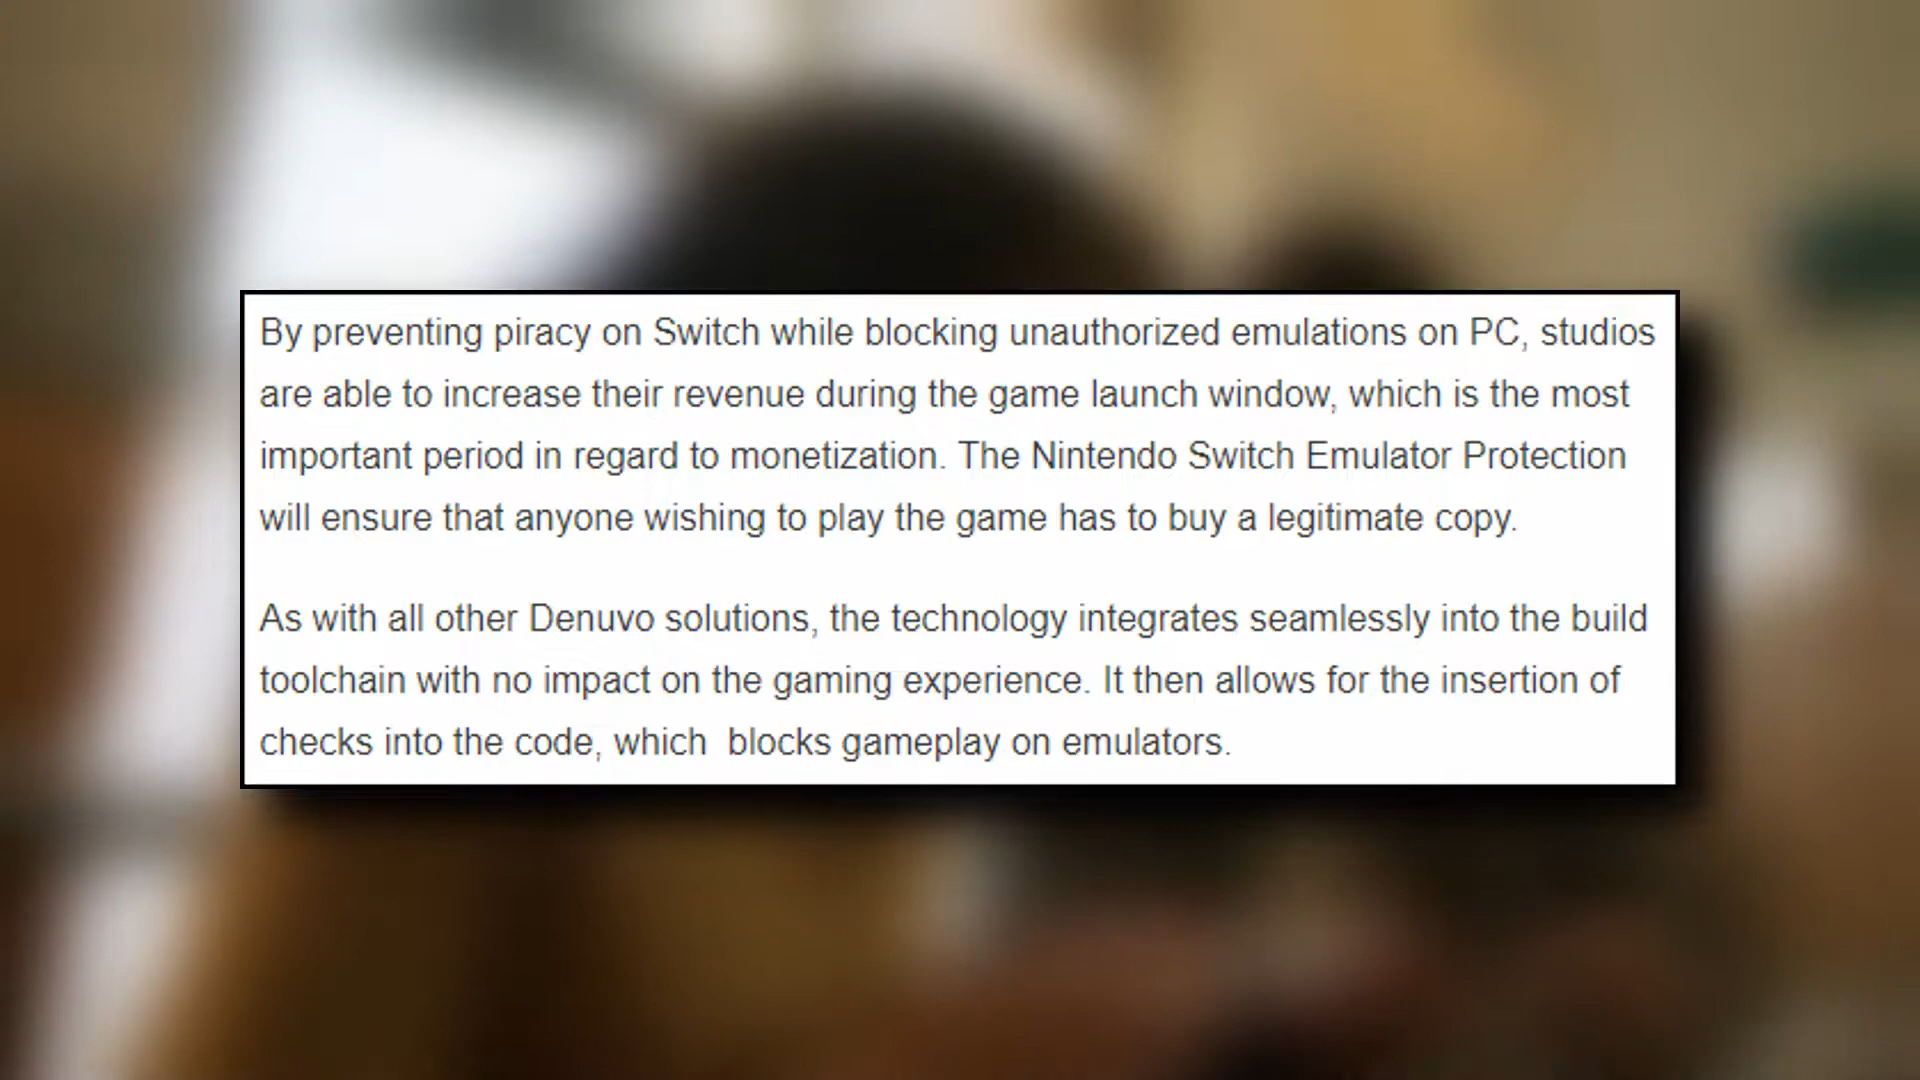 By preventing piracy on Switch while blocking unauthorized emulations on PC, studios
are able to increase their revenue during the game launch window, which is the most
important period in regard to monetization. The Nintendo Switch Emulator Protection
will ensure that anyone wishing to play the game has to buy a legitimate copy.
As with all other Denuvo solutions, the technology integrates seamlessly into the build
toolchain with no impact on the gaming experience. It then allows for the insertion of
checks into the code, which  blocks gameplay on emulators.